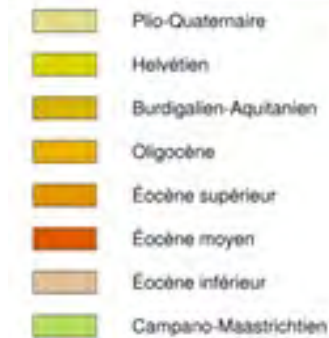 Plio-Quaternaire
Helvétien
Burdigalien-Aquitanien
Oligocène
Éocène supérieur
Éocène moyen
Éocène inférieur
Campano-Maastrichtien